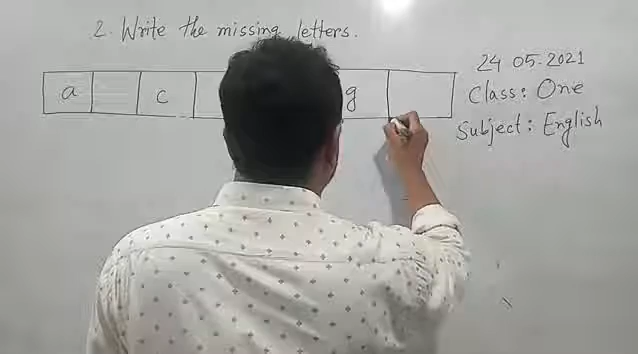 2. Write the missing letters.
a c g
24 05.2021
Class: One
Subject: English